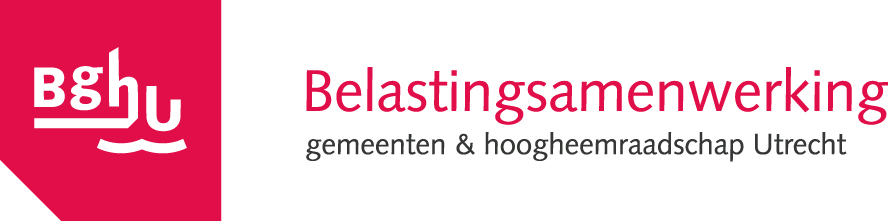 Bghu
Belastingsamenwerking
gemeenten & hoogheemraadschap Utrecht